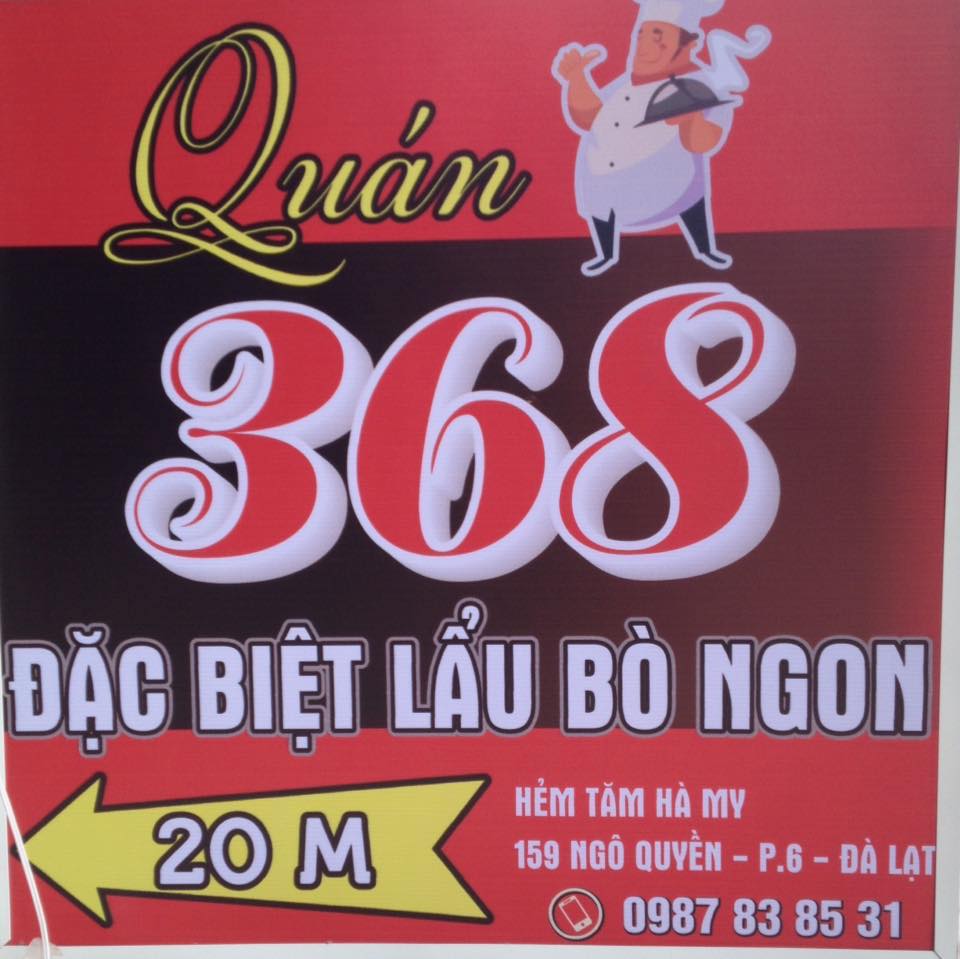 Quán
368
ĐẶC BIỆT LẨU BÒ NGON
20 M
HẺM TĂM HÀ MY
159 NGÔ QUYỀN - P.6 - ĐÀ LẠT
0987 83 85 31